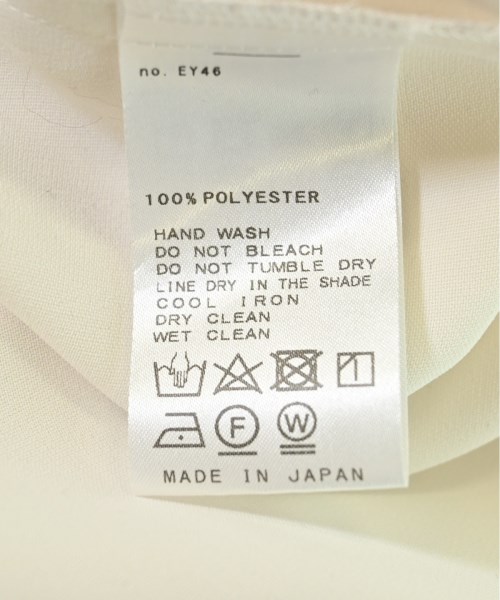 no. EY46
100% POLYESTER
HAND WASH
DO NOT BLEACH
DO NOT TUMBLE DRY
LINE DRY IN THE SHADE
COOL IRON
DRY CLEAN
WET CLEAN
F W
MADE IN JAPAN